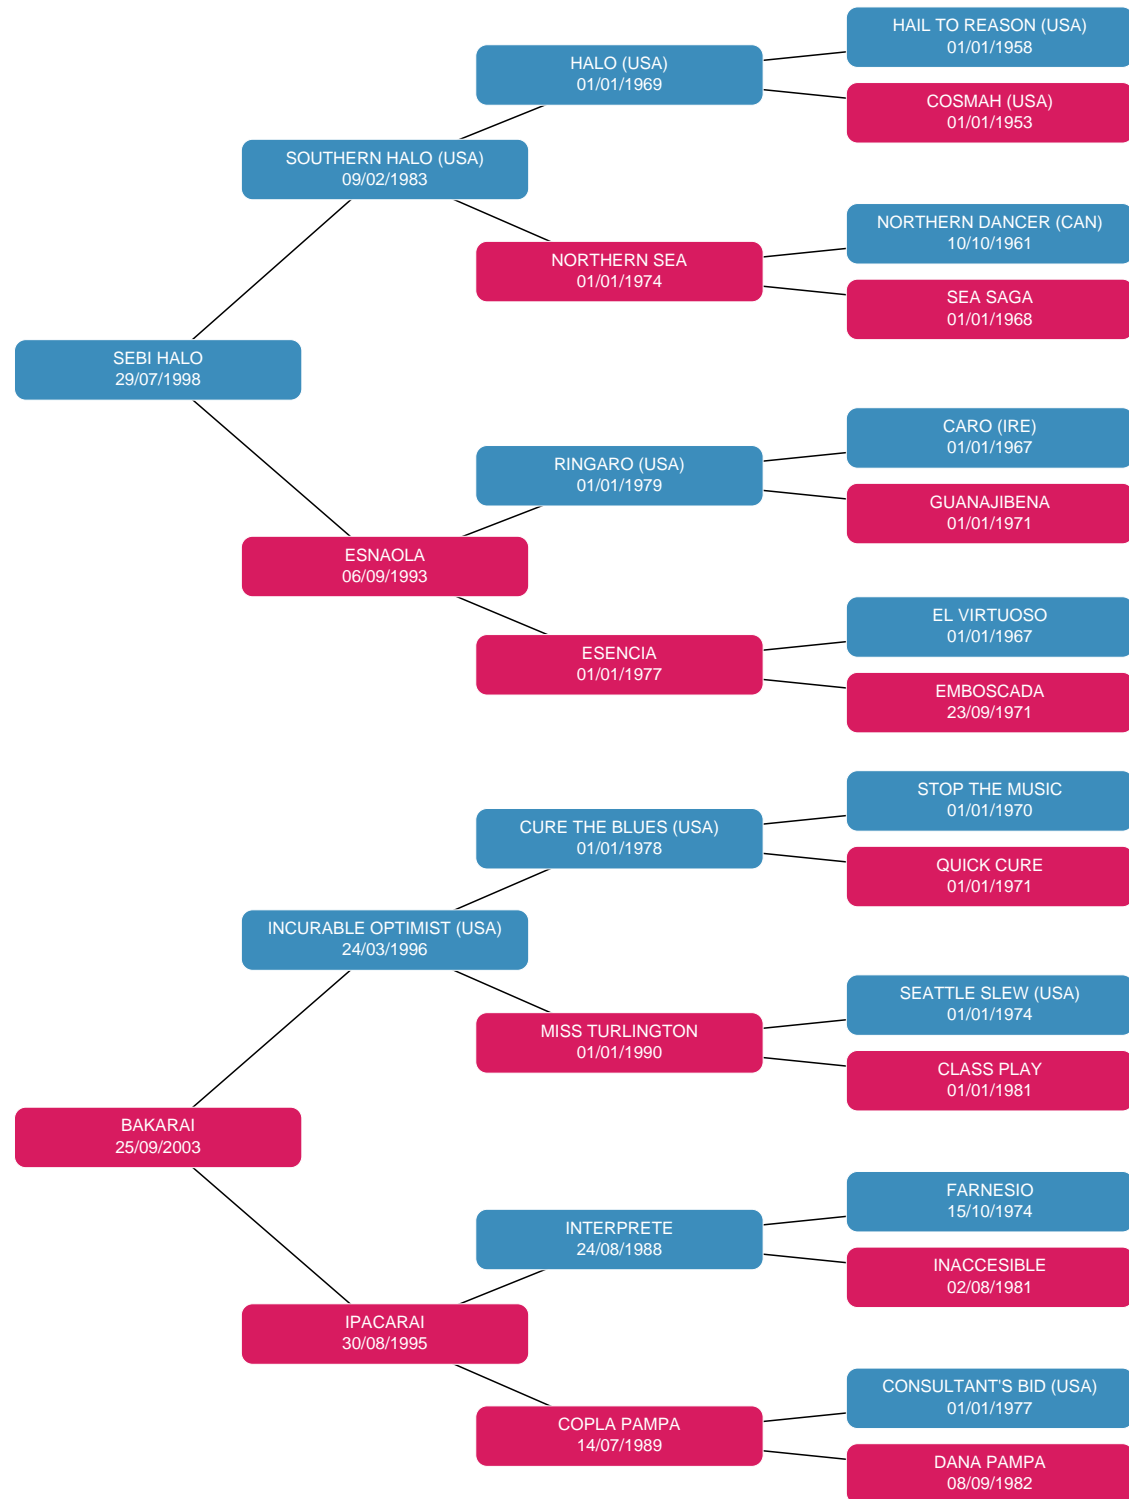 HAIL TO REASON (USA)
01/01/1958
HALO (USA)
01/01/1969
COSMAH (USA)
01/01/1953
SOUTHERN HALO (USA)
09/02/1983
NORTHERN DANCER (CAN)
10/10/1961
NORTHERN SEA
01/01/1974
SEA SAGA
01/01/1968
SEBI HALO
29/07/1998
CARO (IRE)
01/01/1967
RINGARO (USA)
01/01/1979
GUANAJIBENA
01/01/1971
ESNAOLA
06/09/1993
EL VIRTUOSO
01/01/1967
ESENCIA
01/01/1977
EMBOSCADA
23/09/1971
STOP THE MUSIC
01/01/1970
CURE THE BLUES (USA)
01/01/1978
QUICK CURE
01/01/1971
INCURABLE OPTIMIST (USA)
24/03/1996
SEATTLE SLEW (USA)
01/01/1974
MISS TURLINGTON
01/01/1990
CLASS PLAY
01/01/1981
BAKARAI
25/09/2003
FARNESIO
15/10/1974
INTERPRETE
24/08/1988
INACCESIBLE
02/08/1981
IPACARAI
30/08/1995
CONSULTANT'S BID (USA)
01/01/1977
COPLA PAMPA
14/07/1989
DANA PAMPA
08/09/1982